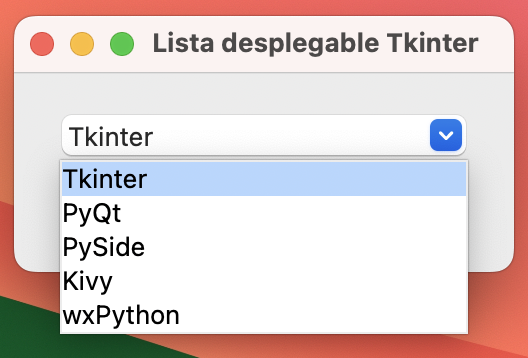 Lista desplegable Tkinter
Tkinter
Tkinter
PyQt
PySide
Kivy
wxPython